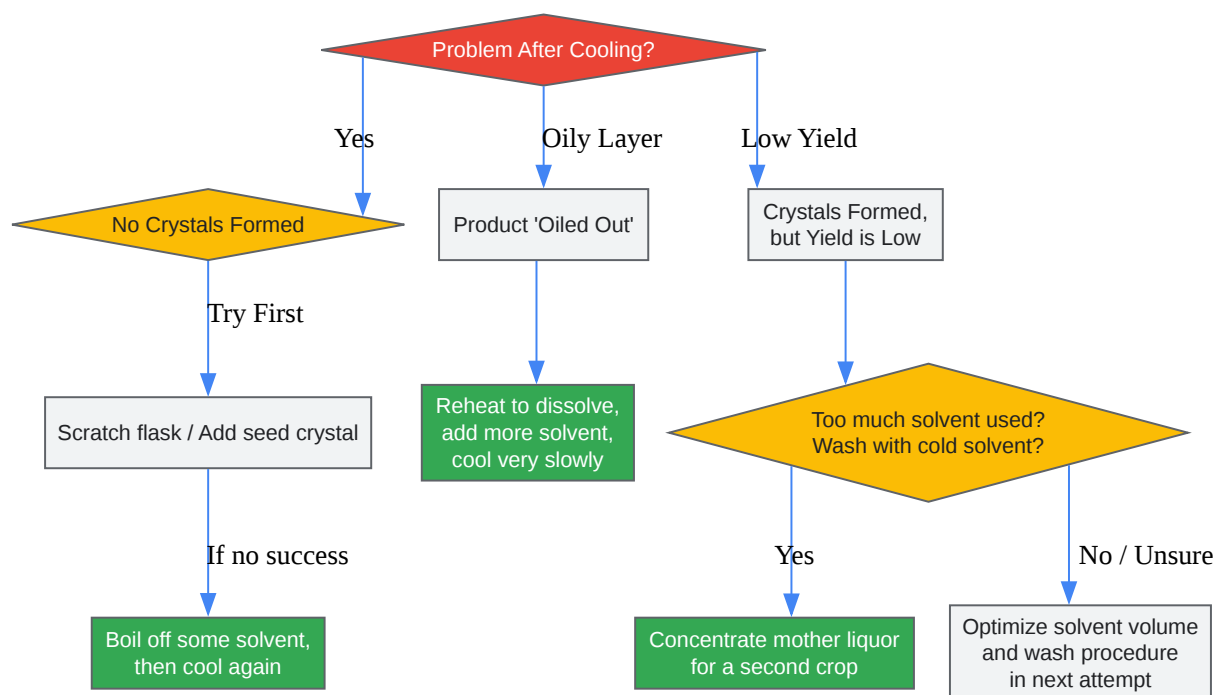 Problem After Cooling?
Yes
Oily Layer
Low Yield
No Crystals Formed
Product 'Oiled Out'
Crystals Formed,
but Yield is Low
Try First
Scratch flask / Add seed crystal
Reheat to dissolve,
add more solvent,
cool very slowly
Too much solvent used?
Wash with cold solvent?
If no success
Yes
No / Unsure
Boil off some solvent,
then cool again
Concentrate mother liquor
for a second crop
Optimize solvent volume
and wash procedure
in next attempt